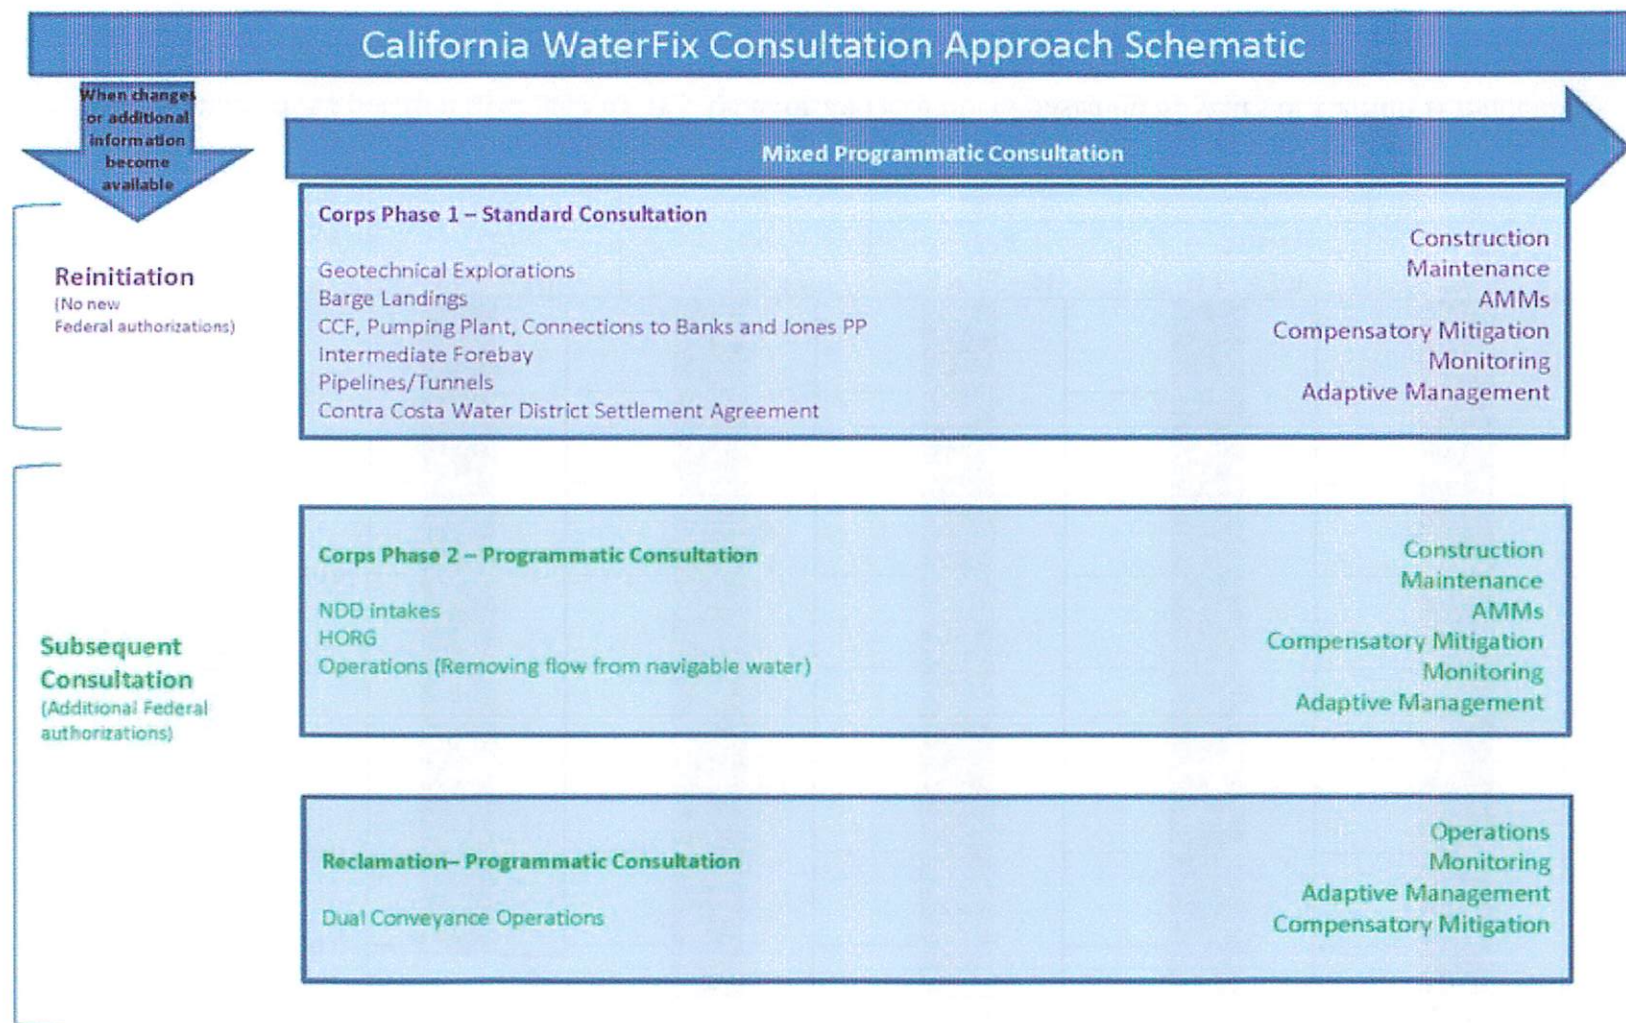 California WaterFix Consultation Approach Schematic
When changes
or additional
information
become
available
Mixed Programmatic Consultation
Reinitiation
(No new
Federal authorizations)
Corps Phase 1 – Standard Consultation
Geotechnical Explorations
Barge Landings
CCF, Pumping Plant, Connections to Banks and Jones PP
Intermediate Forebay
Pipelines/Tunnels
Contra Costa Water District Settlement Agreement
Construction
Maintenance
AMMs
Compensatory Mitigation
Monitoring
Adaptive Management
Subsequent
Consultation
(Additional Federal
authorizations)
Corps Phase 2 – Programmatic Consultation
NDD intakes
HORG
Operations (Removing flow from navigable water)
Construction
Maintenance
AMMs
Compensatory Mitigation
Monitoring
Adaptive Management
Reclamation– Programmatic Consultation
Dual Conveyance Operations
Operations
Monitoring
Adaptive Management
Compensatory Mitigation